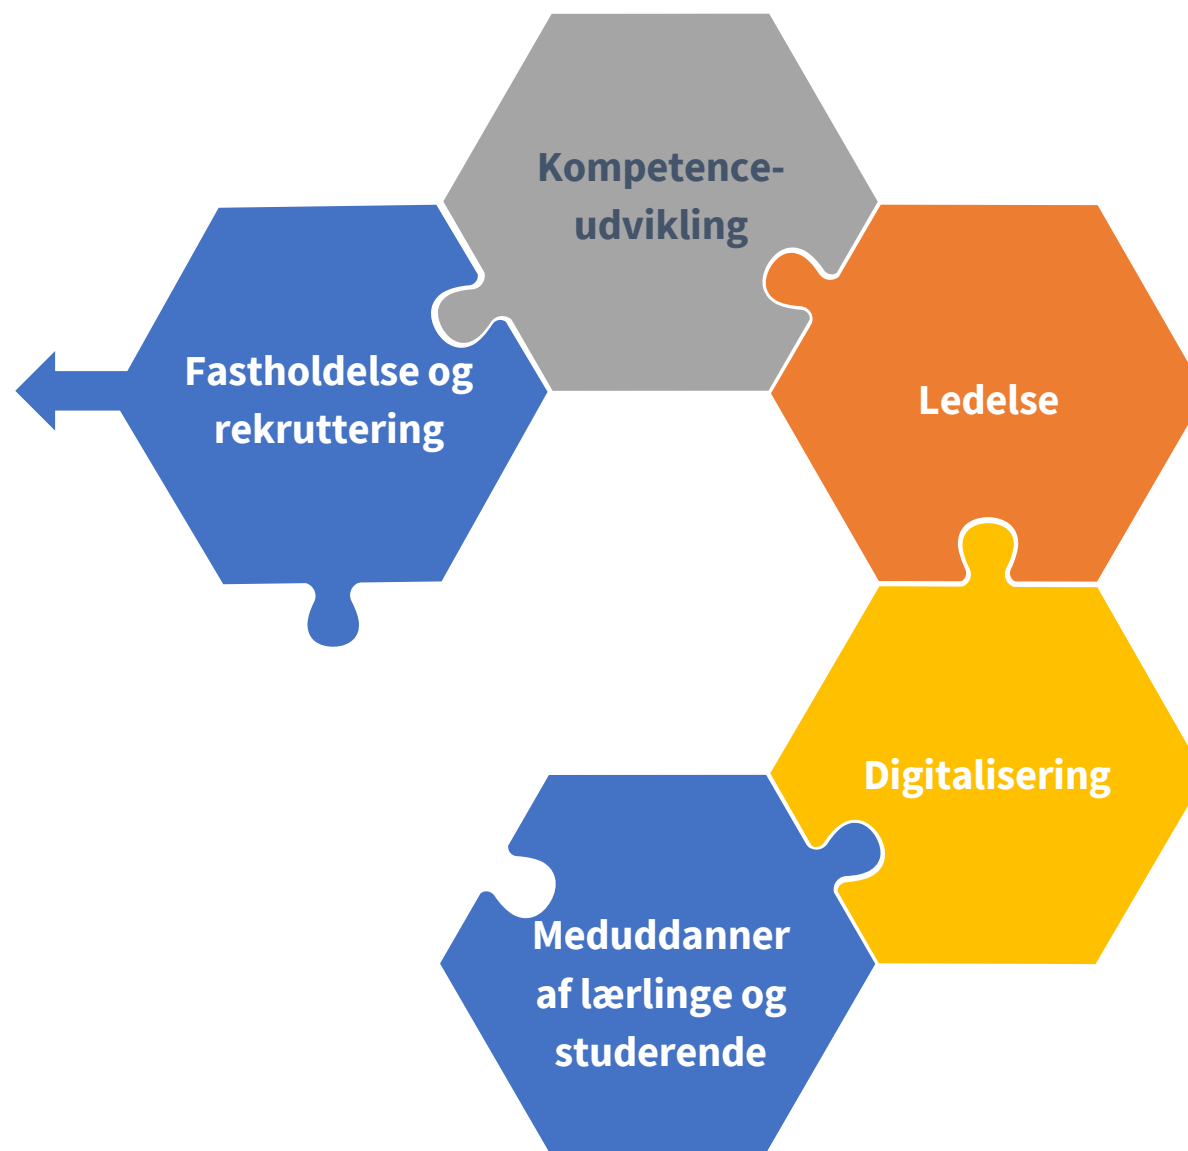 Kompetence-
udvikling
Fastholdelse og
rekruttering
Ledelse
Digitalisering
Meduddanner
af lærlinge og
studerende